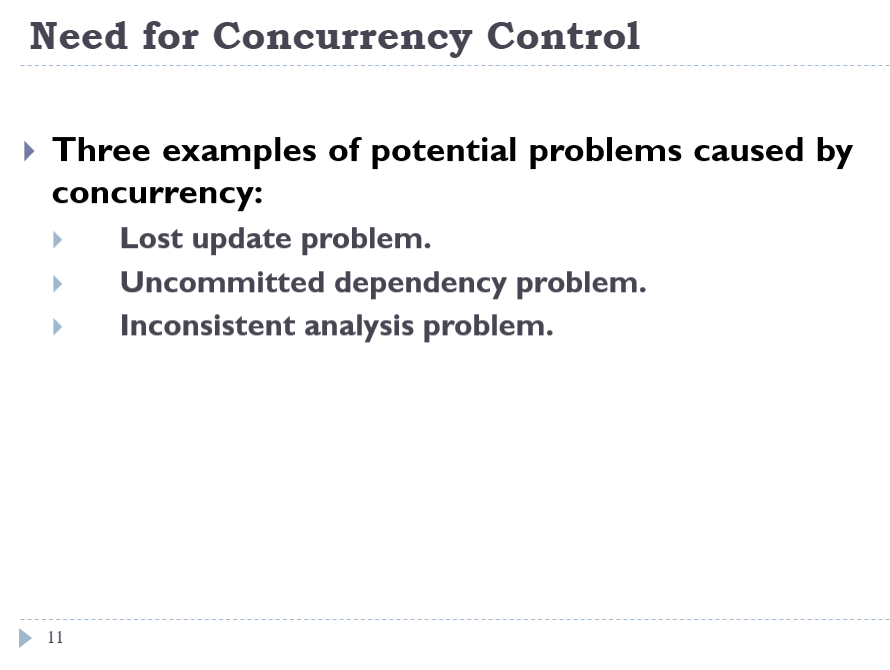 Need for Concurrency Control
Three examples of potential problems caused by
concurrency:
Lost update problem.
Uncommitted dependency problem.
Inconsistent analysis problem.
11